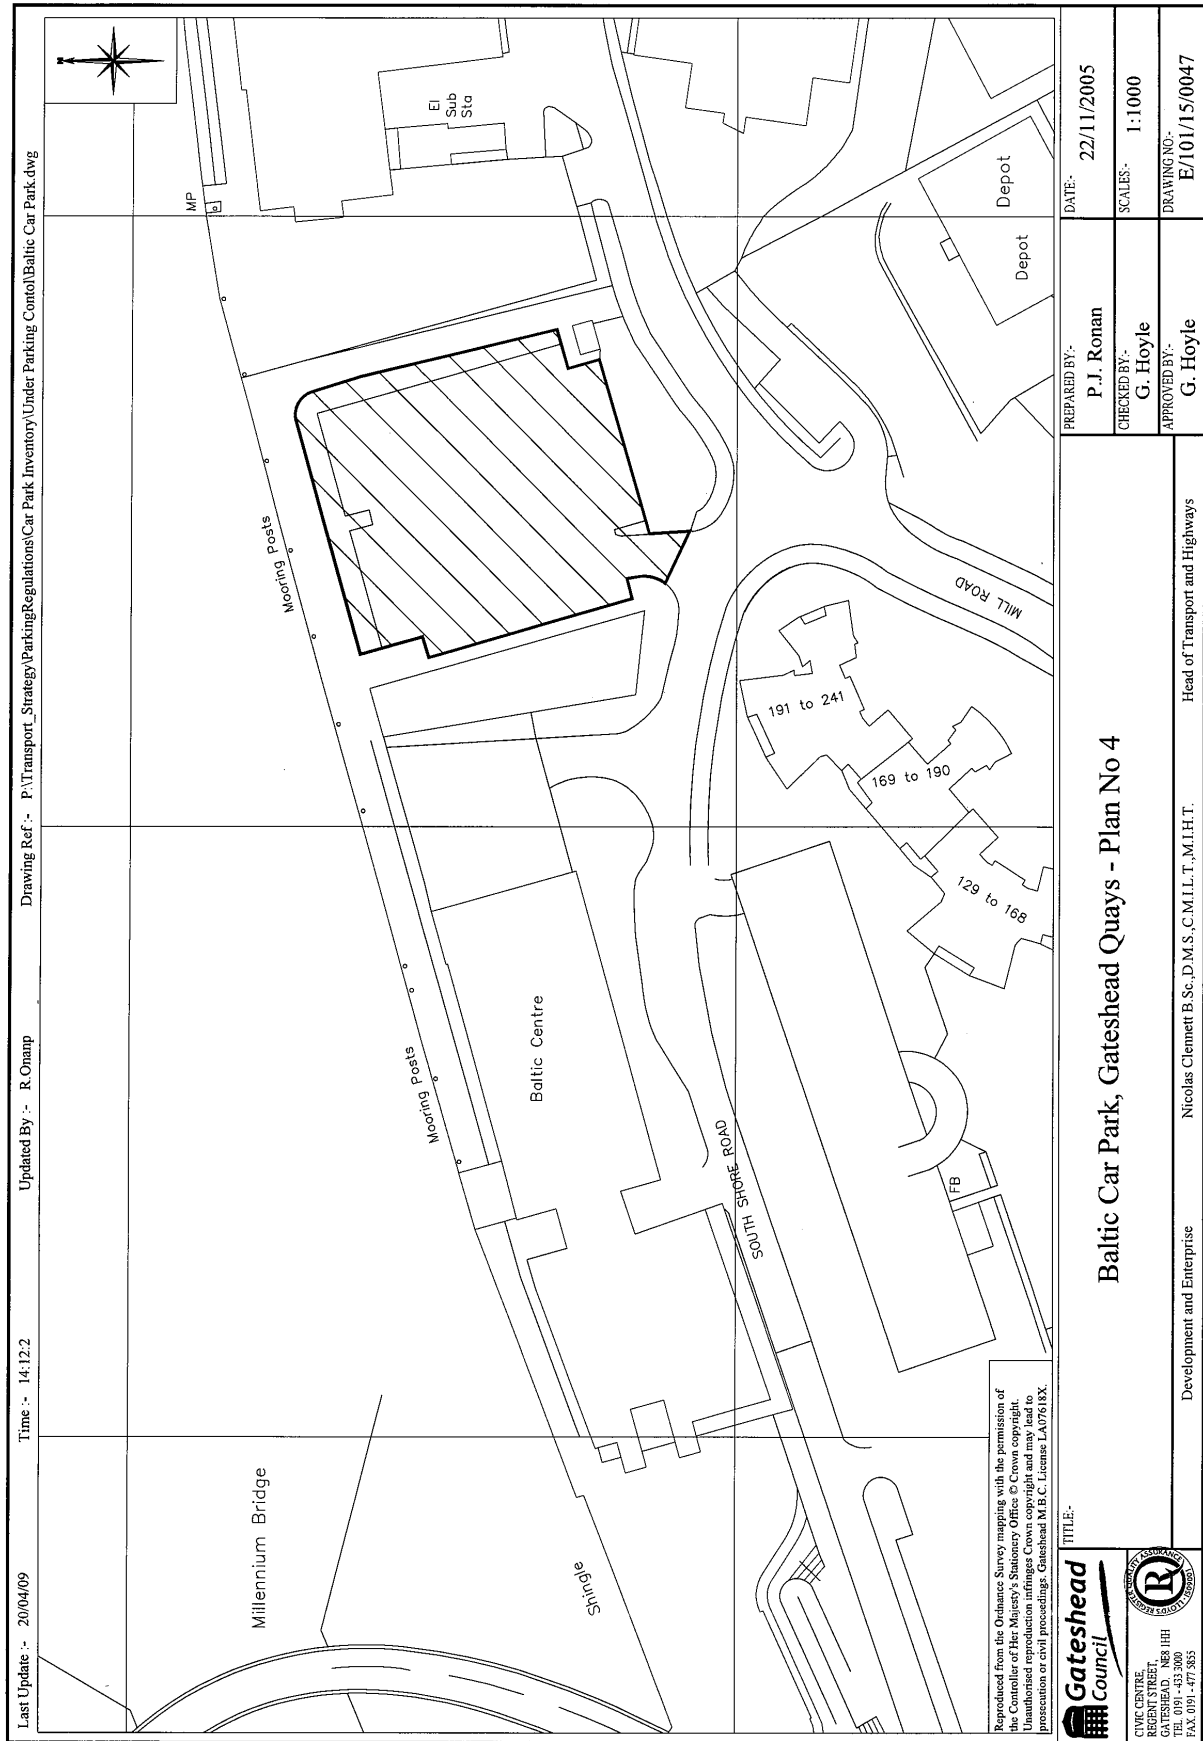 Last Update :- 20/04/09 Time :- 14:12:2 Updated By :- R.Onanp Drawing Ref :- P:\Transport_Strategy\ParkingRegulations\Car Park Inventory\Under Parking Contol\Baltic Car Park.dwg
N
Millennium Bridge
Shingle
Mooring Posts
Baltic Centre
Mooring Posts
MP
El
Sub
Sta
SOUTH SHORE ROAD
FB
129 to 168
169 to 190
191 to 241
MILL ROAD
Depot
Depot
Reproduced from the Ordnance Survey mapping with the permission of
the Controller of Her Majesty's Stationery Office © Crown copyright.
Unauthorised reproduction infringes Crown copyright and may lead to
prosecution or civil proceedings. Gateshead M.B.C. License LA07618X.
Gateshead
Council
CIVIC CENTRE,
REGENT STREET,
GATESHEAD. NE8 1HH
TEL. 0191 - 433 3000
FAX. 0191 - 477 5855
LLOYD'S REGISTER QUALITY ASSURANCE
ISO9001
R
TITLE:-
Baltic Car Park, Gateshead Quays - Plan No 4
Development and Enterprise Nicolas Clennett B.Sc.,D.M.S.,C.M.I.L.T.,M.I.H.T. Head of Transport and Highways
PREPARED BY:-
P.J. Ronan
CHECKED BY:-
G. Hoyle
APPROVED BY:-
G. Hoyle
DATE:-
22/11/2005
SCALES:-
1:1000
DRAWING NO:-
E/101/15/0047